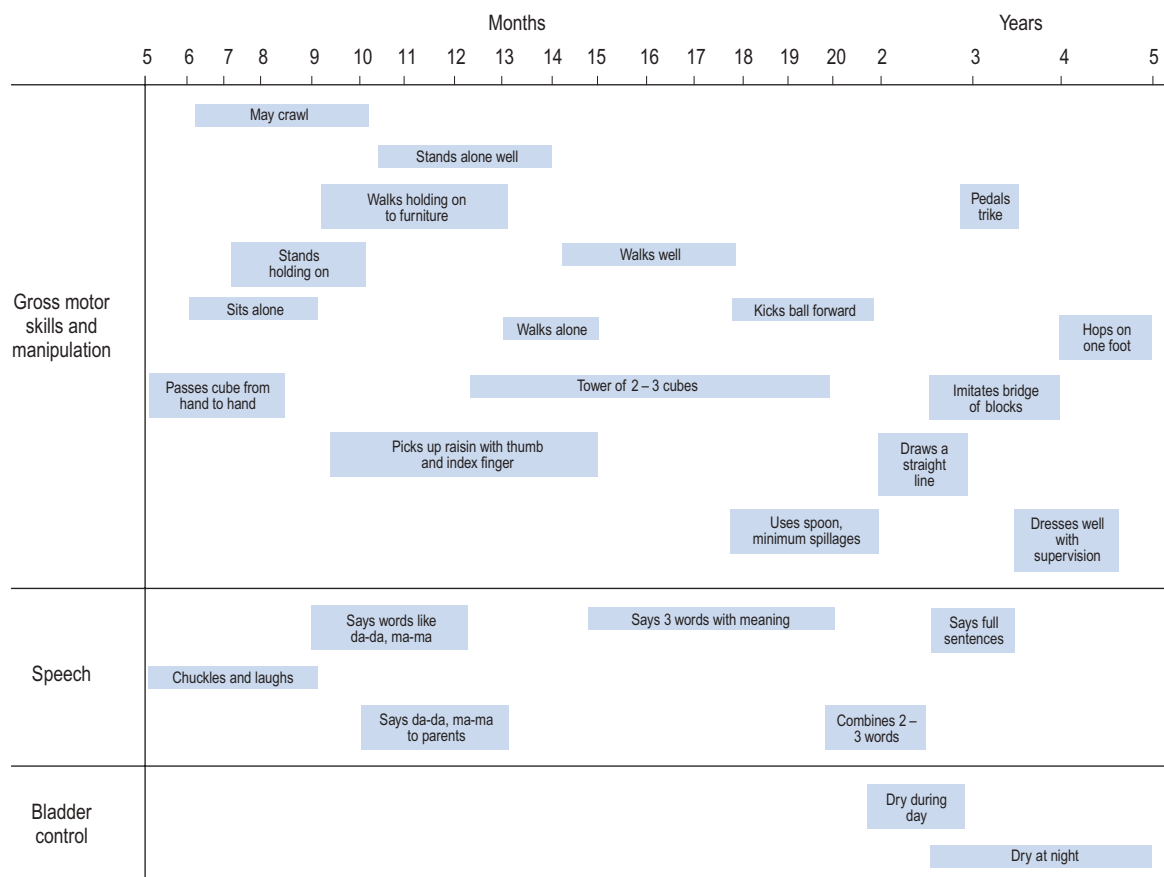 Months Years
5 6 7 8 9 10 11 12 13 14 15 16 17 18 19 20 2 3 4 5
Gross motor
skills and
manipulation
May crawl
Stands alone well
Walks holding on
to furniture
Pedals
trike
Stands
holding on
Walks well
Sits alone
Kicks ball forward
Walks alone
Hops on
one foot
Passes cube from
hand to hand
Tower of 2 – 3 cubes
Imitates bridge
of blocks
Picks up raisin with thumb
and index finger
Draws a
straight
line
Uses spoon,
minimum spillages
Dresses well
with
supervision
Speech
Says words like
da-da, ma-ma
Says 3 words with meaning
Says full
sentences
Chuckles and laughs
Says da-da, ma-ma
to parents
Combines 2 –
3 words
Bladder
control
Dry during
day
Dry at night